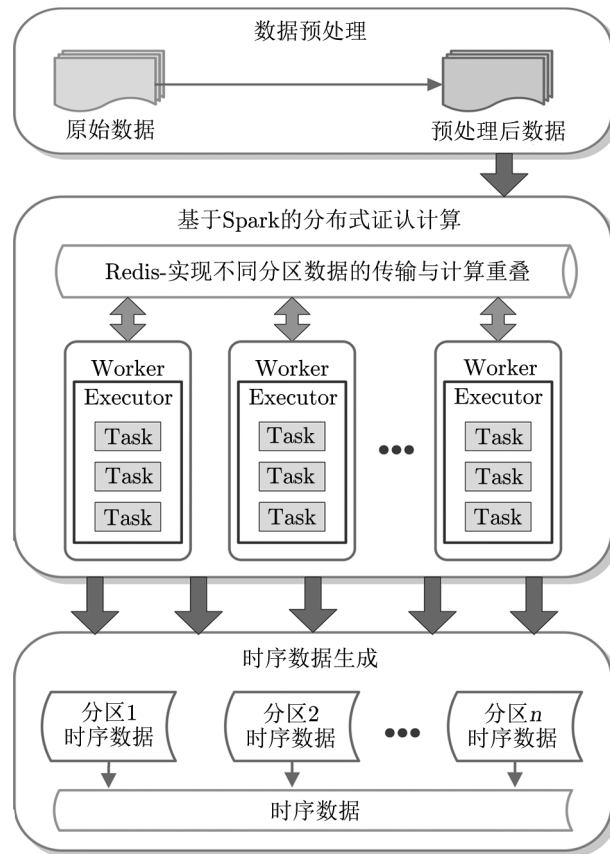 数据预处理
原始数据
预处理后数据
基于Spark的分布式证认计算
Redis-实现不同分区数据的传输与计算重叠
Worker
Executor
Task
Task
Task
Worker
Executor
Task
Task
Task
•••
Worker
Executor
Task
Task
Task
时序数据生成
分区1
时序数据
分区2
时序数据
•••
分区n
时序数据
时序数据